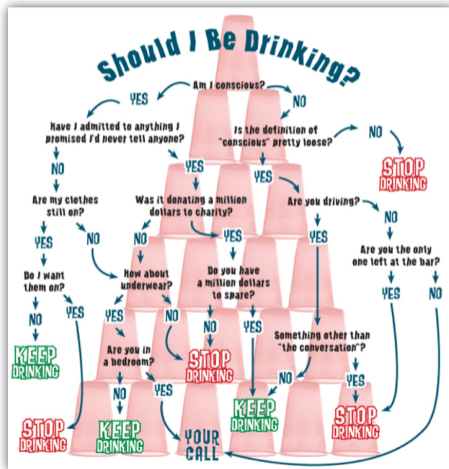 Should I Be Drinking?
Am I conscious?
YES
NO
Have I admitted to anything I
promised I'd never tell anyone?
Is the definition of
"conscious" pretty loose?
NO
STOP
DRINKING
NO
YES
YES
Are my clothes
still on?
Was it donating a million
dollars to charity?
Are you driving?
NO
YES
NO
NO
YES
YES
Are you the only
one left at the bar?
Do I want
them on?
How about
underwear?
Do you have
a million dollars
to spare?
YES
NO
NO
YES
YES
NO
NO
YES
Something other than
"the conversation"?
KEEP
DRINKING
Are you in
a bedroom?
STOP
DRINKING
NO
YES
NO
YES
STOP
DRINKING
KEEP
DRINKING
YOUR
CALL
KEEP
DRINKING
STOP
DRINKING